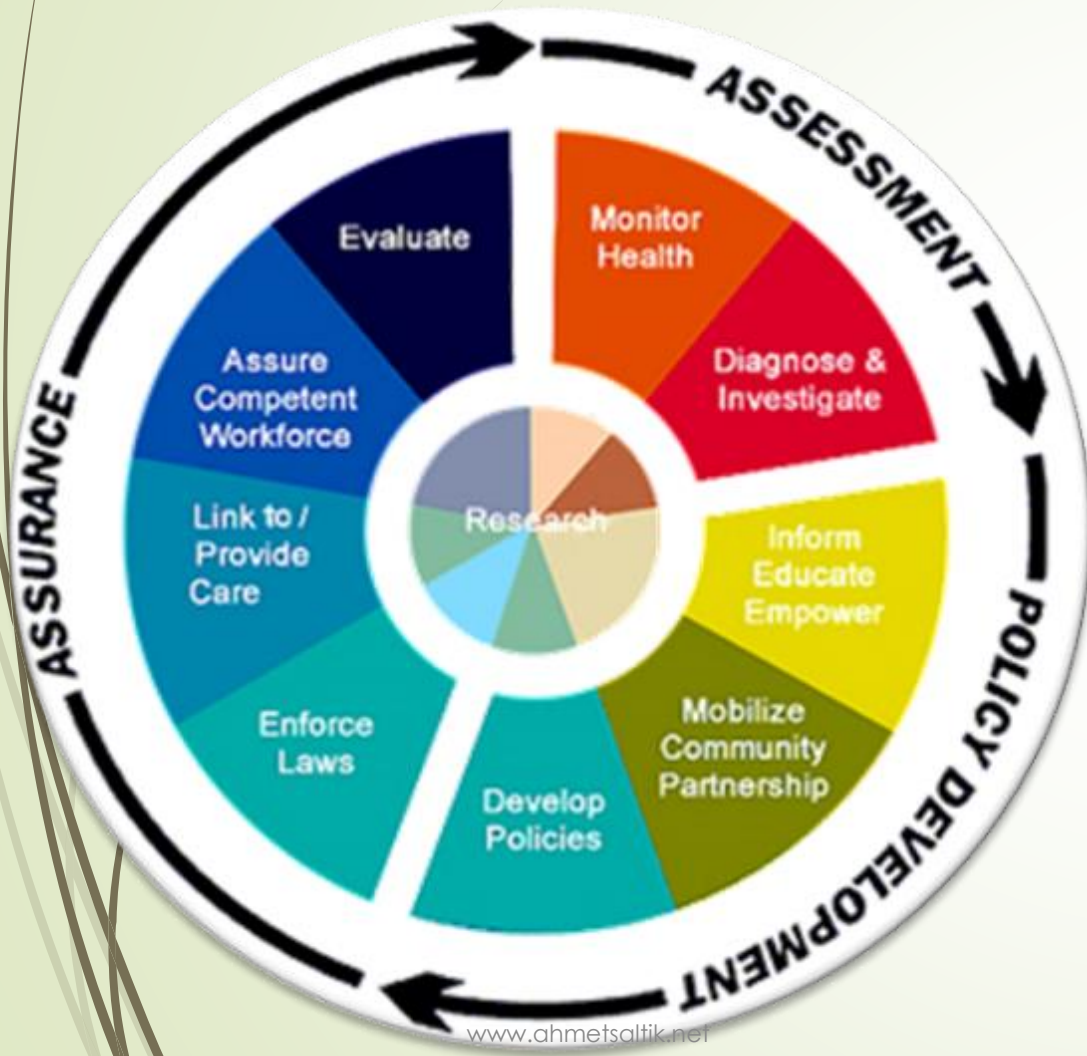 ASSESSMENT
POLICY DEVELOPMENT
ASSURANCE
Monitor
Health
Diagnose &
Investigate
Inform
Educate
Empower
Mobilize
Community
Partnership
Develop
Policies
Enforce
Laws
Link to /
Provide
Care
Assure
Competent
Workforce
Evaluate
Research
www.ahmetsaltik.net